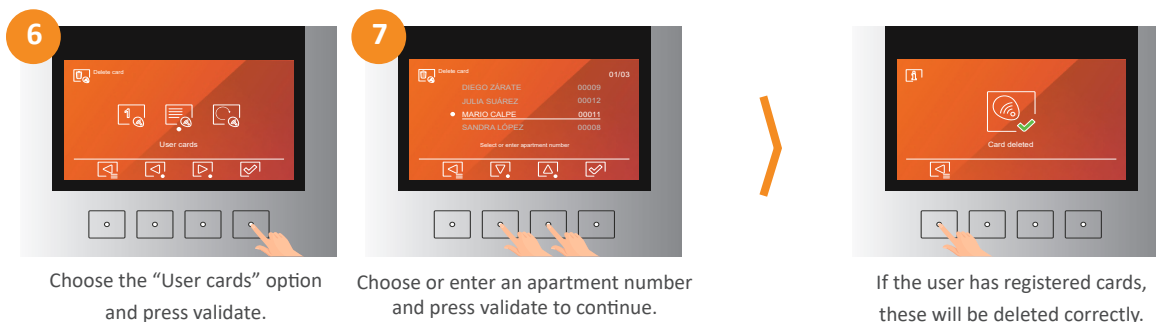 6
Delete card
1
User cards
Choose the “User cards” option
and press validate.
7
Delete card
01/03
DIEGO ZÁRATE 00009
JULIA SUÁREZ 00012
MARIO CALPE 00011
SANDRA LÓPEZ 00008
Select or enter apartment number
Choose or enter an apartment number
and press validate to continue.
Card deleted
If the user has registered cards,
these will be deleted correctly.